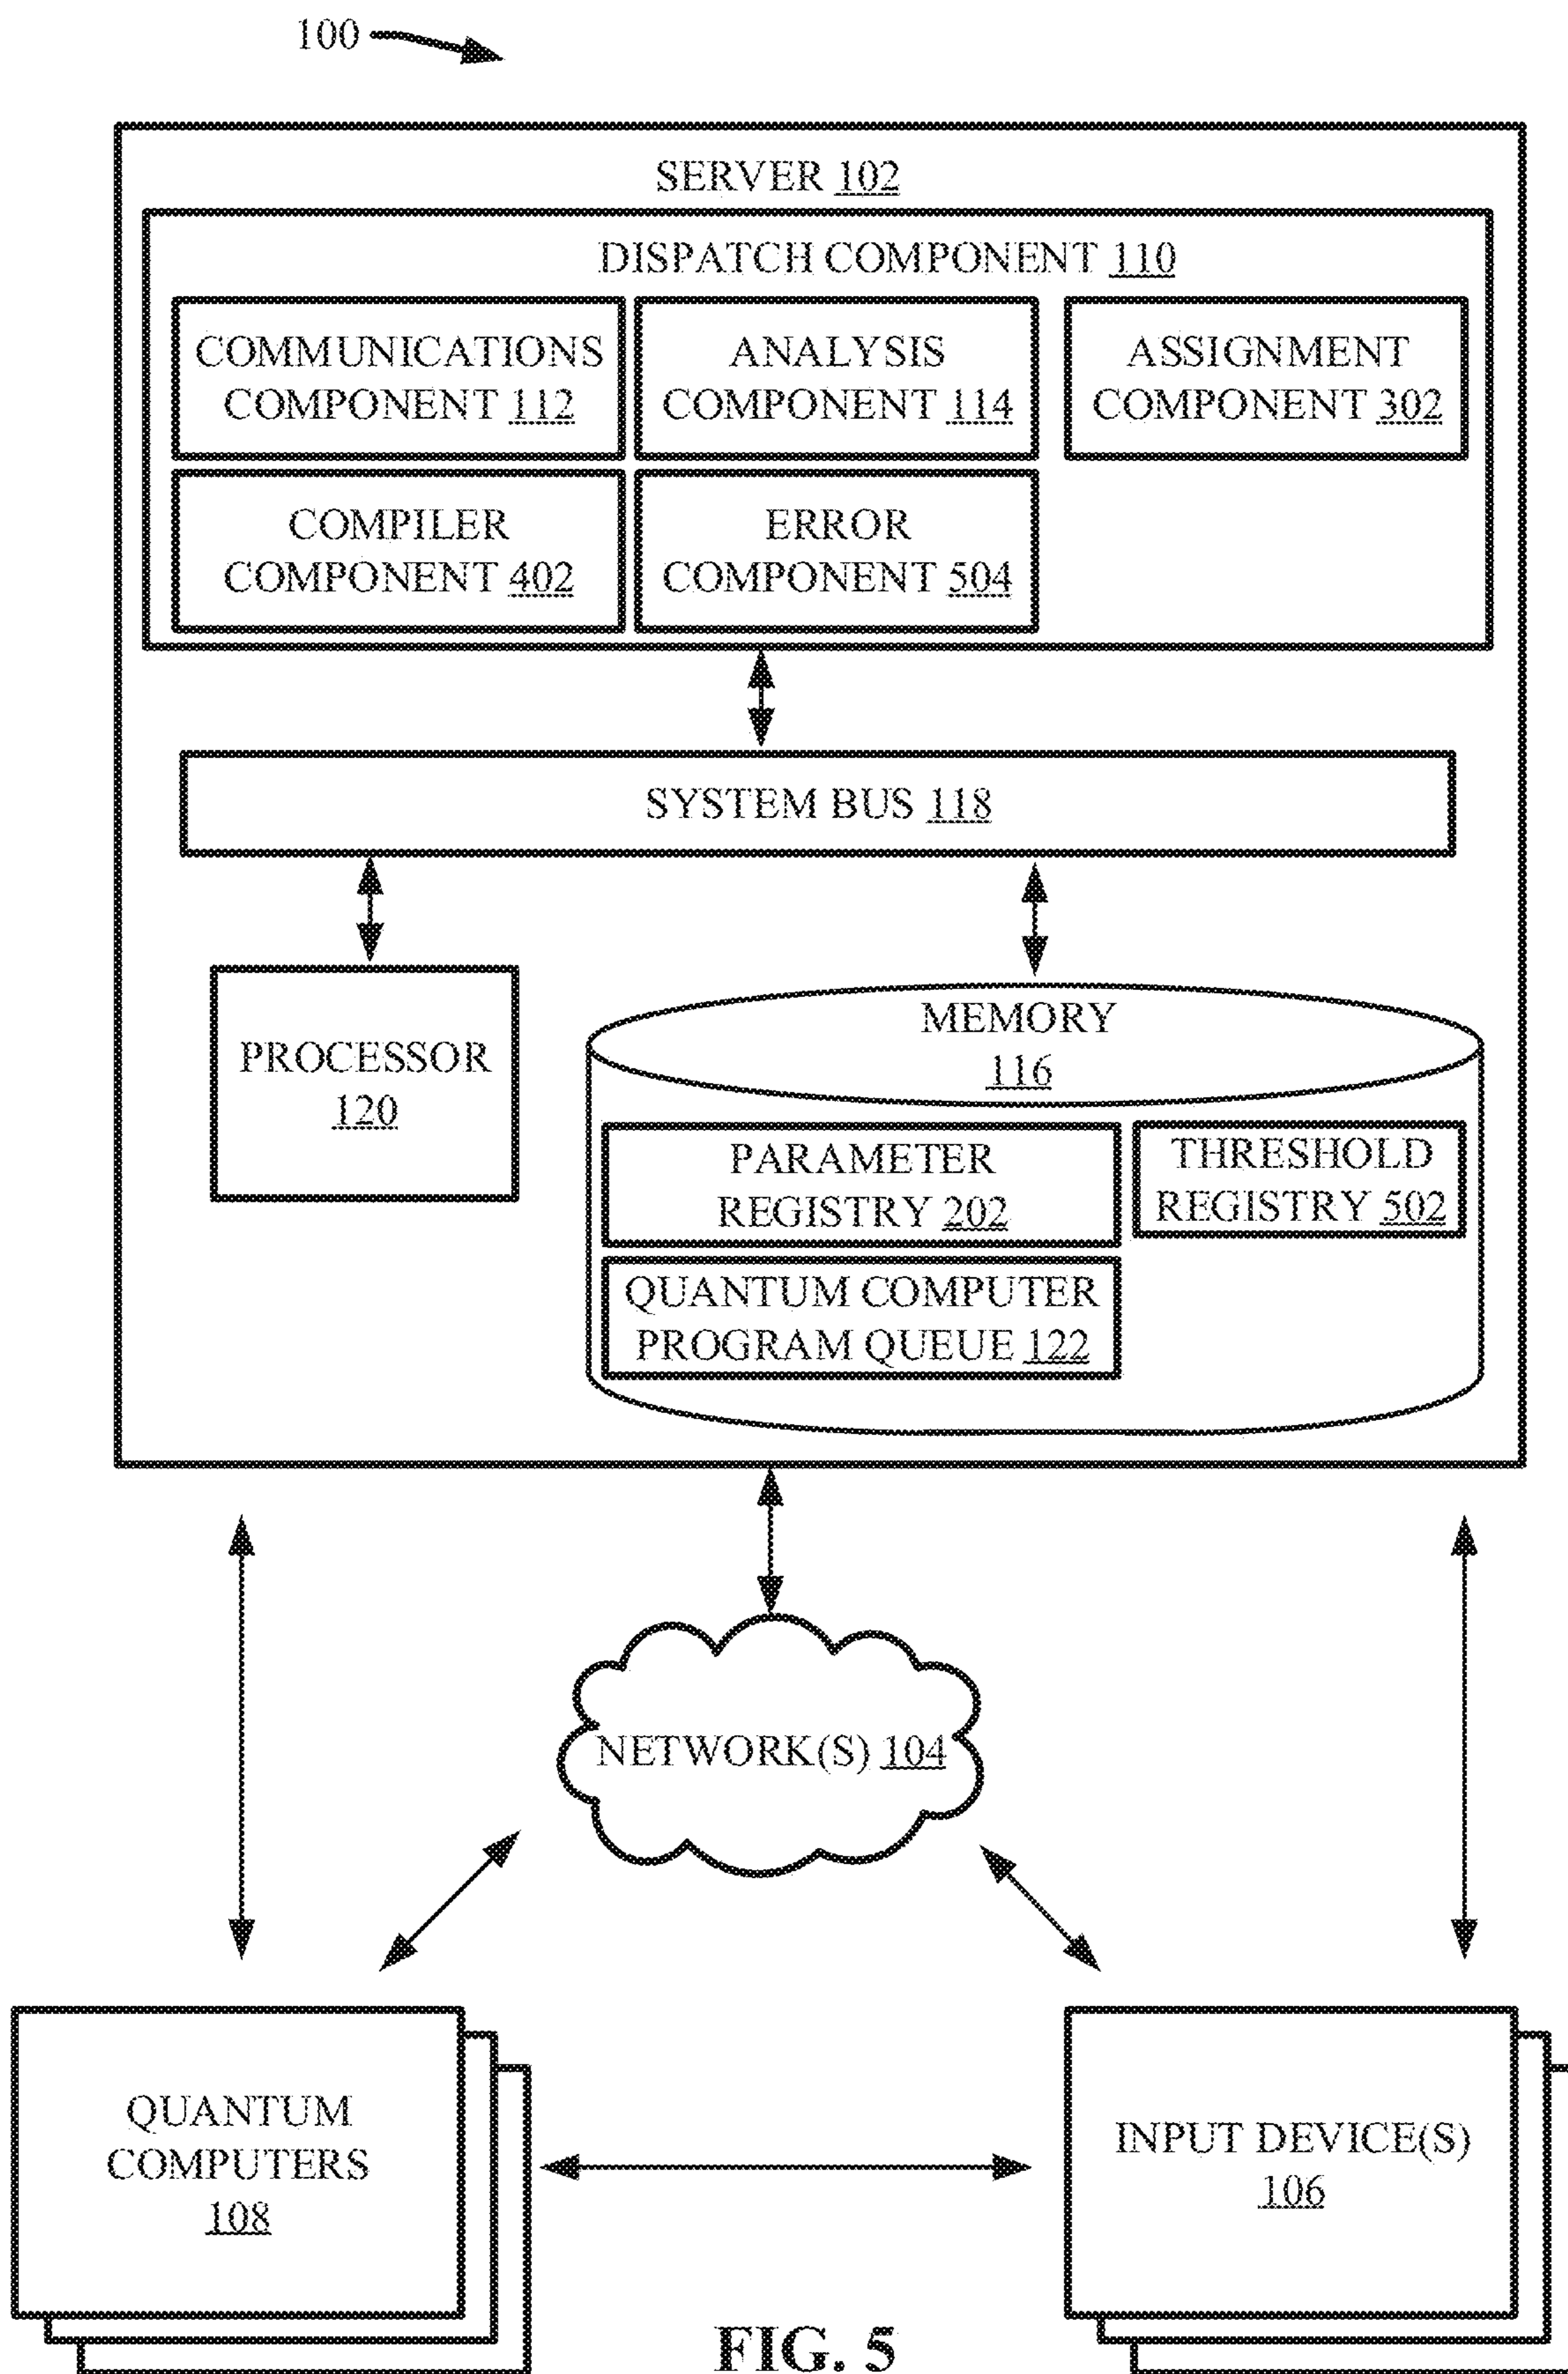 100
SERVER 102
DISPATCH COMPONENT 110
COMMUNICATIONS
COMPONENT 112
ANALYSIS
COMPONENT 114
ASSIGNMENT
COMPONENT 302
COMPILER
COMPONENT 402
ERROR
COMPONENT 504
SYSTEM BUS 118
PROCESSOR
120
MEMORY
116
PARAMETER
REGISTRY 202
THRESHOLD
REGISTRY 502
QUANTUM COMPUTER
PROGRAM QUEUE 122
NETWORK(S) 104
QUANTUM
COMPUTERS
108
INPUT DEVICE(S)
106
FIG. 5